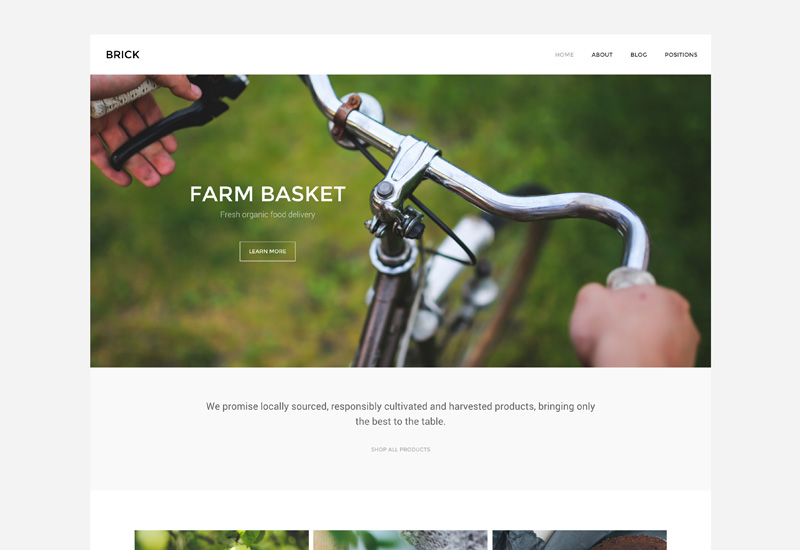 BRICK
HOME ABOUT BLOG POSITIONS
FARM BASKET
Fresh organic food delivery
LEARN MORE
We promise locally sourced, responsibly cultivated and harvested products, bringing only
the best to the table.
SHOP ALL PRODUCTS